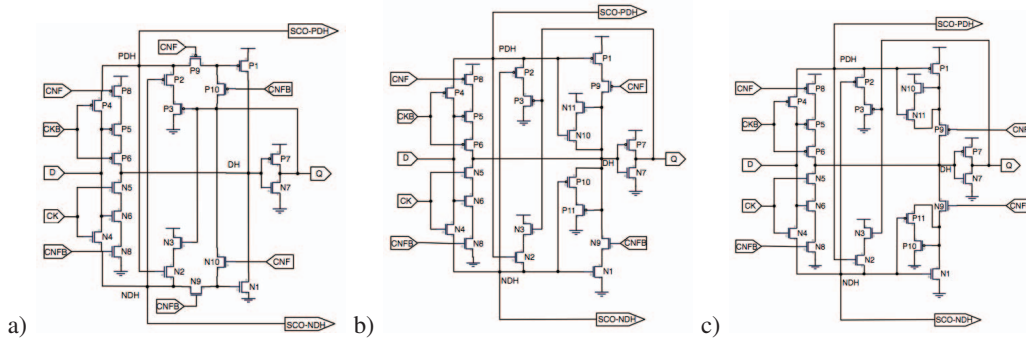 a)
SCO-PDH
CNF
PDH
P1
P9
P2
CNF
P8
P4
P10
CNFB
P3
CKB
P5
P6
P7
D
DH
Q
N5
N7
CK
N6
N4
N3
N10
CNF
CNFB
N8
N2
N9
N1
NDH
CNFB
SCO-NDH
b)
SCO-PDH
PDH
P1
CNF
P8
P2
P9
CNF
P4
P3
N11
CKB
P5
N10
P6
P7
D
DH
Q
N5
P10
N7
CK
N6
P11
N4
N3
N9
CNFB
CNFB
N8
N2
N1
NDH
SCO-NDH
c)
SCO-PDH
PDH
P1
CNF
P8
P2
N10
P4
P3
N11
CKB
P5
P9
CNF
P6
P7
D
DH
Q
N5
N7
CK
N6
N9
N4
N3
P11
CNFB
N8
P10
N2
N1
NDH
SCO-NDH